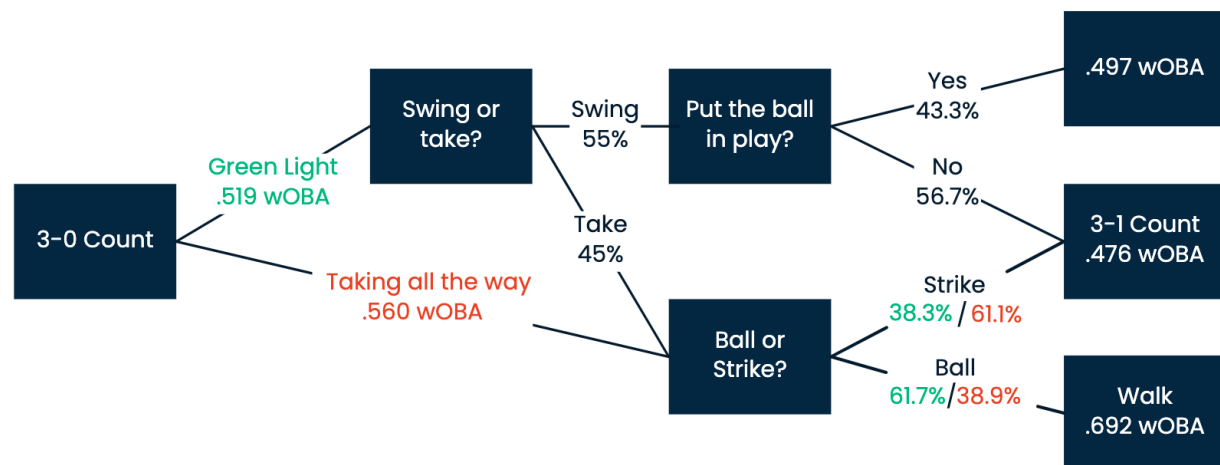 3-0 Count
Green Light
.519 wOBA
Taking all the way
.560 wOBA
Swing or
take?
Swing
55%
Take
45%
Put the ball
in play?
Ball or
Strike?
Yes
43.3%
No
56.7%
Strike
38.3% / 61.1%
Ball
61.7%/38.9%
.497 wOBA
3-1 Count
.476 wOBA
Walk
.692 wOBA